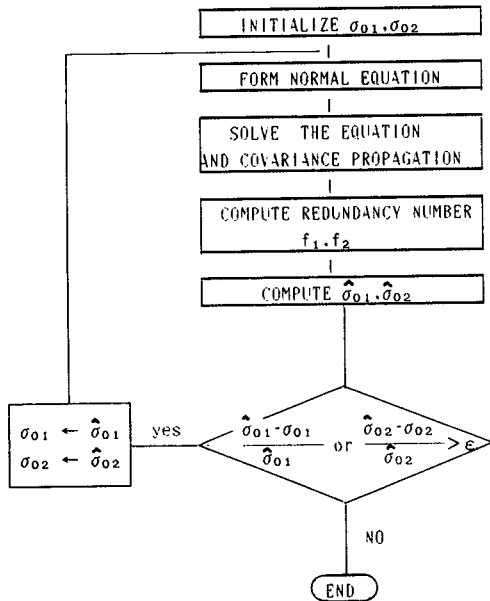 INITIALIZE σ01,σ02
FORM NORMAL EQUATION
SOLVE THE EQUATION
AND COVARIANCE PROPAGATION
COMPUTE REDUNDANCY NUMBER
f1,f2
COMPUTE σ̂01,σ̂02
σ01 ← σ̂01
σ02 ← σ̂02
yes
σ̂01-σ01 / σ̂01 or σ̂02-σ02 / σ̂02 > ε
NO
END